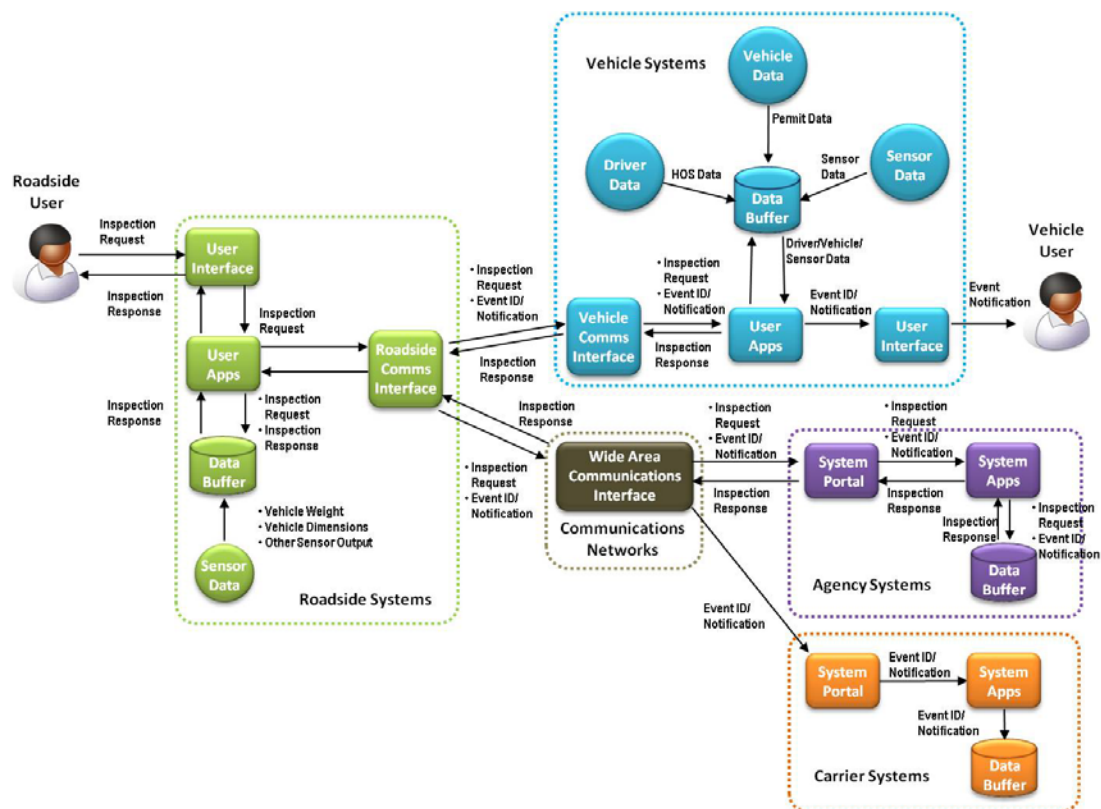 Vehicle Systems
Vehicle
Data
Permit Data
Driver
Data
HOS Data
Sensor
Data
Sensor
Data
Data
Buffer
Driver/Vehicle/
Sensor Data
• Inspection
Request
• Event ID/
Notification
Vehicle
Comms
Interface
Inspection
Response
User
Apps
Event ID/
Notification
User
Interface
Event
Notification
Vehicle
User
Roadside
User
Inspection
Request
Inspection
Response
User
Interface
Inspection
Request
User
Apps
Roadside
Comms
Interface
• Inspection
Request
• Event ID/
Notification
Inspection
Response
Inspection
Response
• Inspection
Request
• Inspection
Response
Data
Buffer
• Vehicle Weight
• Vehicle Dimensions
• Other Sensor Output
Sensor
Data
Roadside Systems
Inspection
Response
• Inspection
Request
• Event ID/
Notification
Wide Area
Communications
Interface
Communications
Networks
• Inspection
Request
• Event ID/
Notification
Inspection
Response
System
Portal
• Inspection
Request
• Event ID/
Notification
Inspection
Response
System
Apps
Inspection
Response
• Inspection
Request
• Event ID/
Notification
Data
Buffer
Agency Systems
Event ID/
Notification
System
Portal
Event ID/
Notification
System
Apps
Event ID/
Notification
Data
Buffer
Carrier Systems